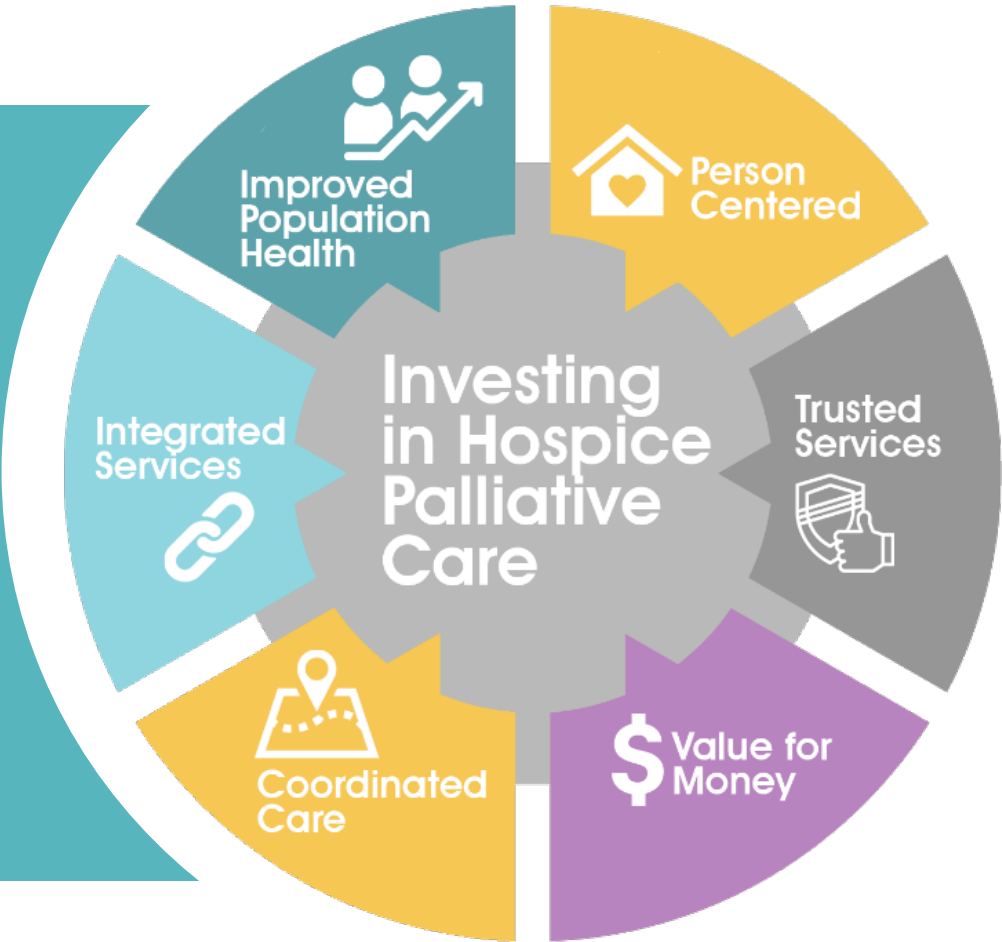 Improved
Population
Health
Person
Centered
Integrated
Services
Investing
in Hospice
Palliative
Care
Trusted
Services
Coordinated
Care
$ Value for
Money